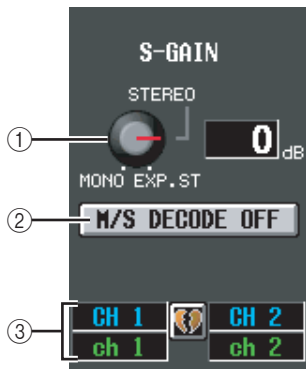 S-GAIN
STEREO
① 0 dB
MONO EXP.ST
② M/S DECODE OFF
③ CH 1 CH 2
ch 1 ch 2